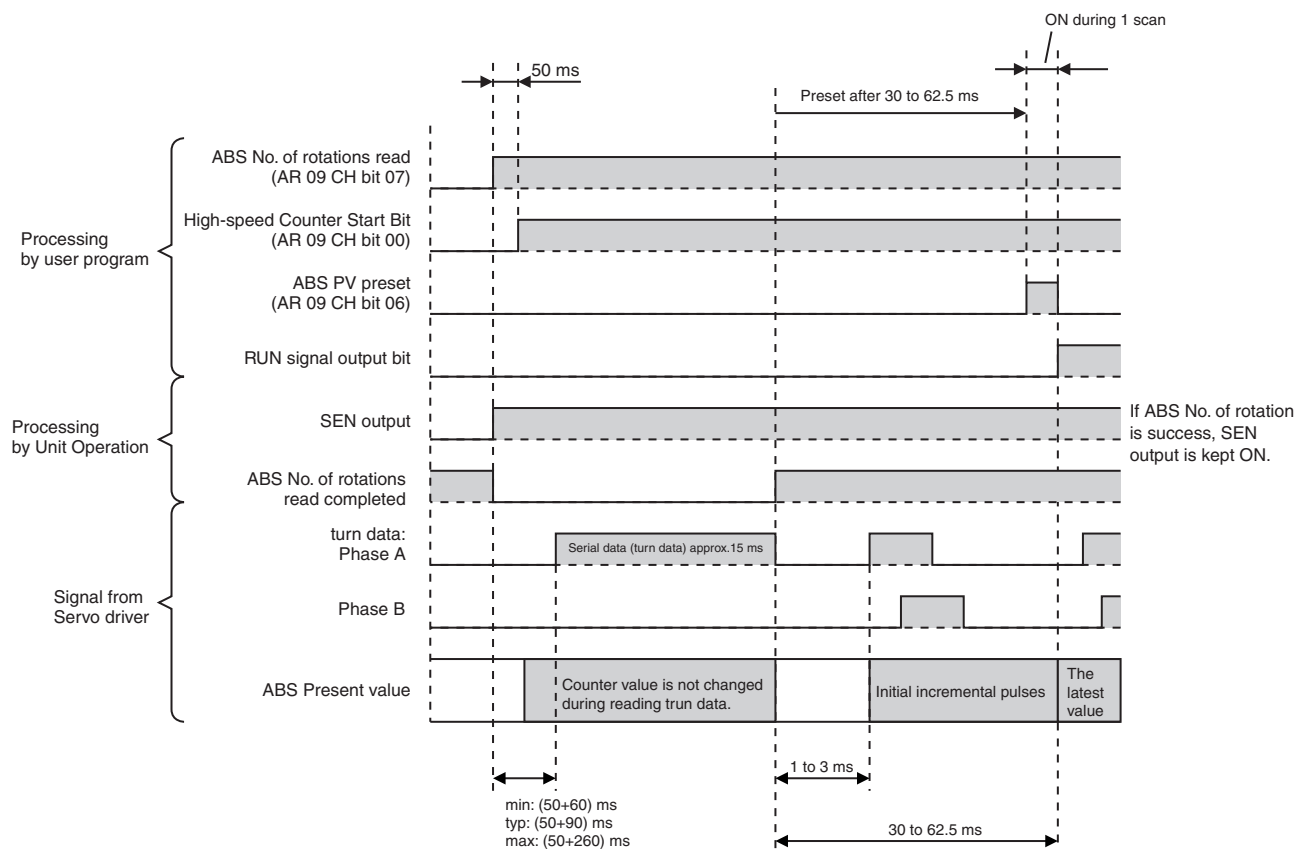 ON during 1 scan
50 ms
Preset after 30 to 62.5 ms
ABS No. of rotations read
(AR 09 CH bit 07)
High-speed Counter Start Bit
(AR 09 CH bit 00)
Processing
by user program
ABS PV preset
(AR 09 CH bit 06)
RUN signal output bit
Processing
by Unit Operation
SEN output
If ABS No. of rotation
is success, SEN
output is kept ON.
ABS No. of rotations
read completed
turn data:
Phase A
Serial data (turn data) approx.15 ms
Signal from
Servo driver
Phase B
ABS Present value
Counter value is not changed
during reading trun data.
Initial incremental pulses
The
latest
value
1 to 3 ms
min: (50+60) ms
typ: (50+90) ms
max: (50+260) ms
30 to 62.5 ms